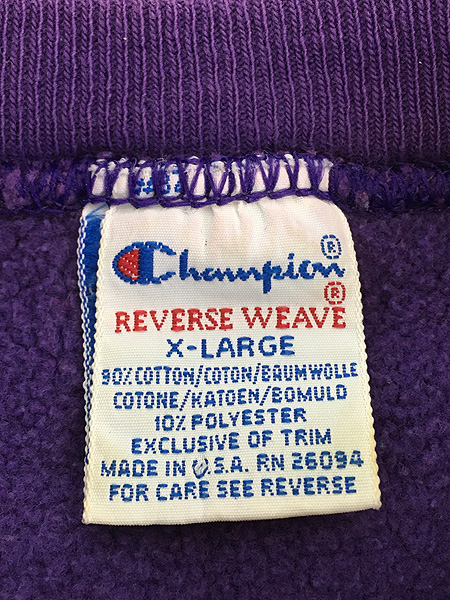 Champion®
®
REVERSE WEAVE
X-LARGE
90% COTTON/COTON/BAUMWOLLE
COTONE/KATOEN/BOMULD
10% POLYESTER
EXCLUSIVE OF TRIM
MADE IN U.S.A. RN 26094
FOR CARE SEE REVERSE